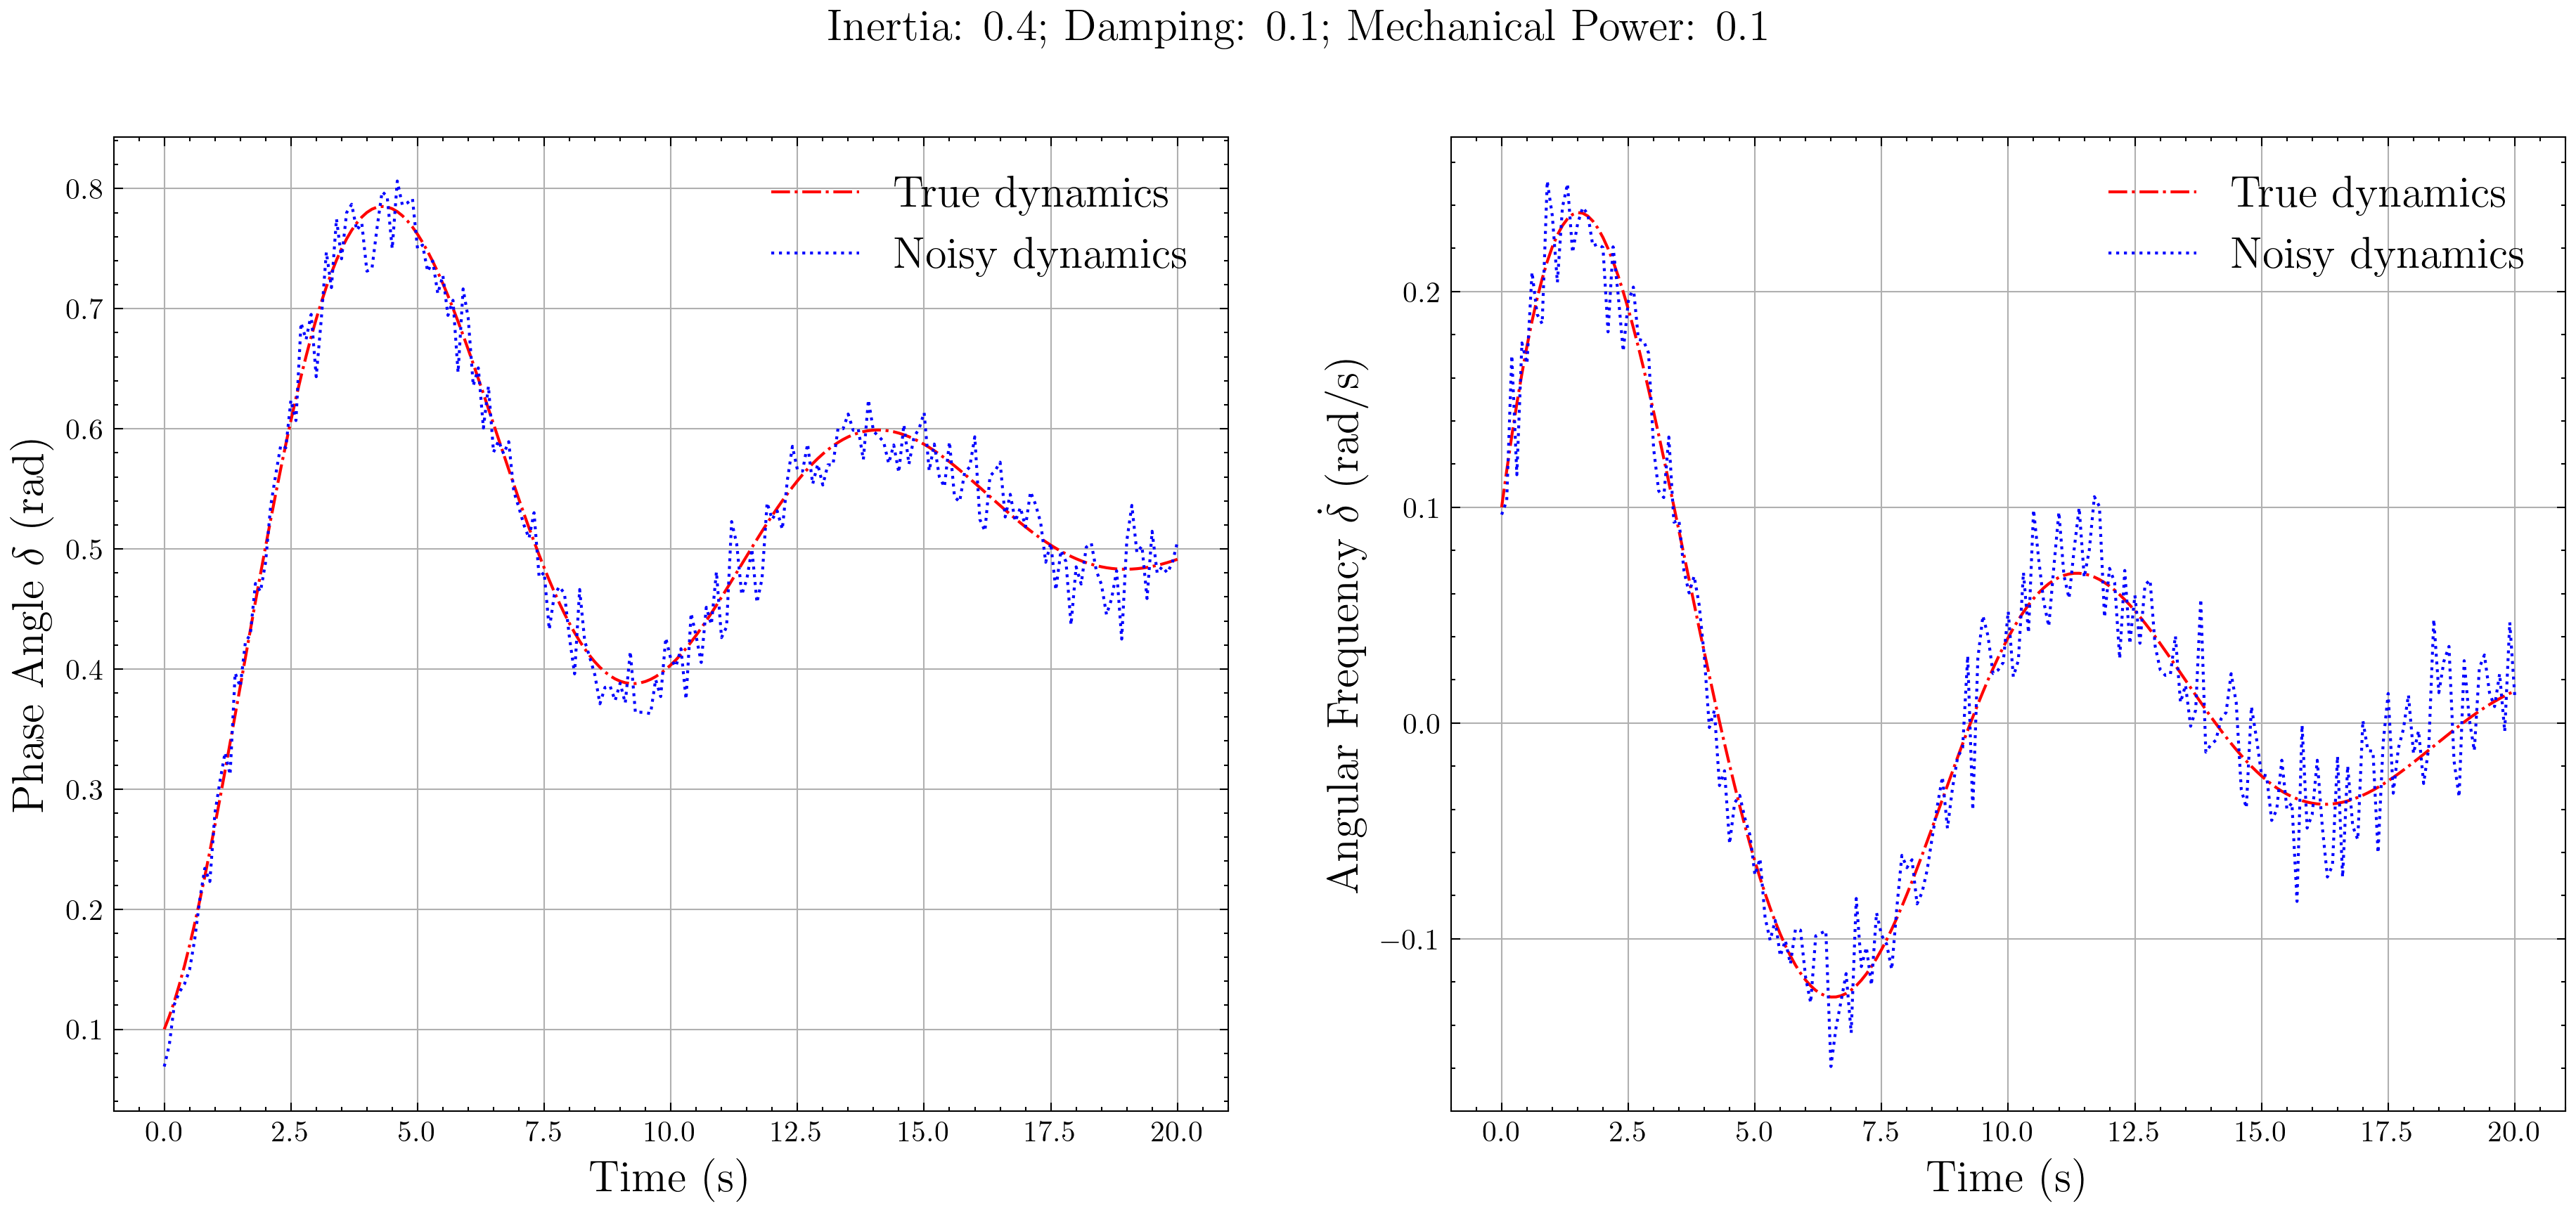 Inertia: 0.4; Damping: 0.1; Mechanical Power: 0.1
Phase Angle δ (rad)
0.8
0.7
0.6
0.5
0.4
0.3
0.2
0.1
True dynamics
Noisy dynamics
0.0 2.5 5.0 7.5 10.0 12.5 15.0 17.5 20.0
Time (s)
Angular Frequency δ̇ (rad/s)
0.2
0.1
0.0
−0.1
True dynamics
Noisy dynamics
0.0 2.5 5.0 7.5 10.0 12.5 15.0 17.5 20.0
Time (s)